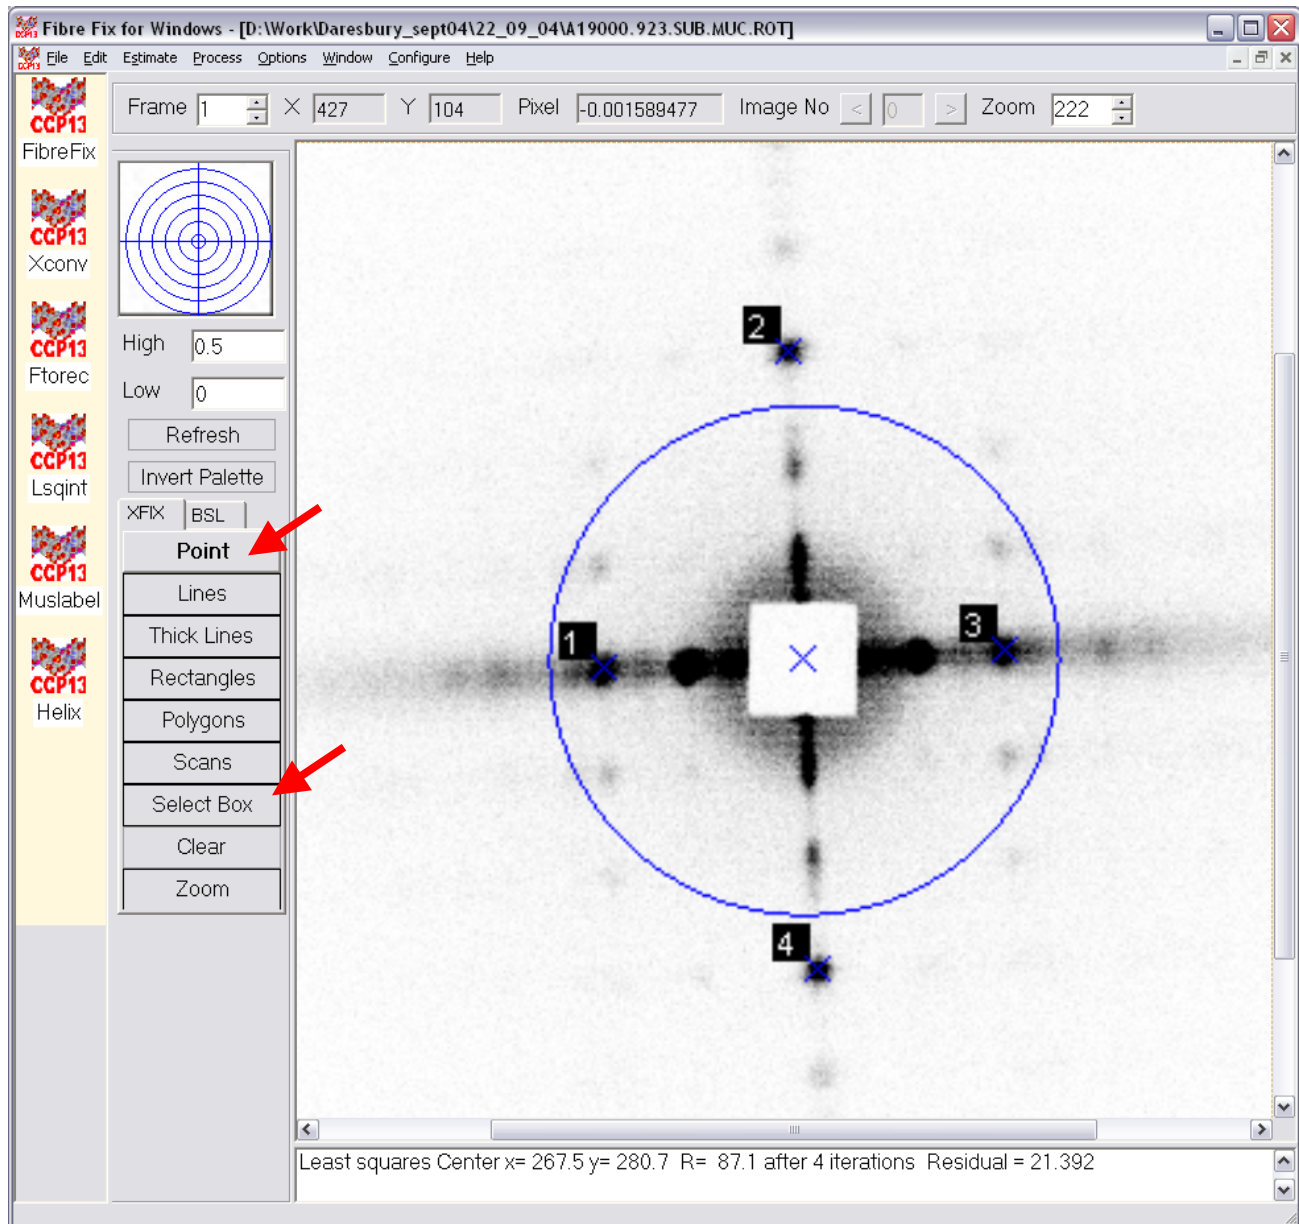 Fibre Fix for Windows - [D:\Work\Daresbury_sept04\22_09_04\A19000.923.SUB.MUC.ROT]
File Edit Estimate Process Options Window Configure Help
Frame 1 X 427 Y 104 Pixel -0.001589477 Image No < 0 > Zoom 222
CCP13
FibreFix
CCP13
Xconv
CCP13
Ftorec
CCP13
Lsqint
CCP13
Muslabel
CCP13
Helix
High 0.5
Low 0
Refresh
Invert Palette
XFIX BSL
Point
Lines
Thick Lines
Rectangles
Polygons
Scans
Select Box
Clear
Zoom
2
1
3
4
Least squares Center x= 267.5 y= 280.7 R= 87.1 after 4 iterations Residual = 21.392